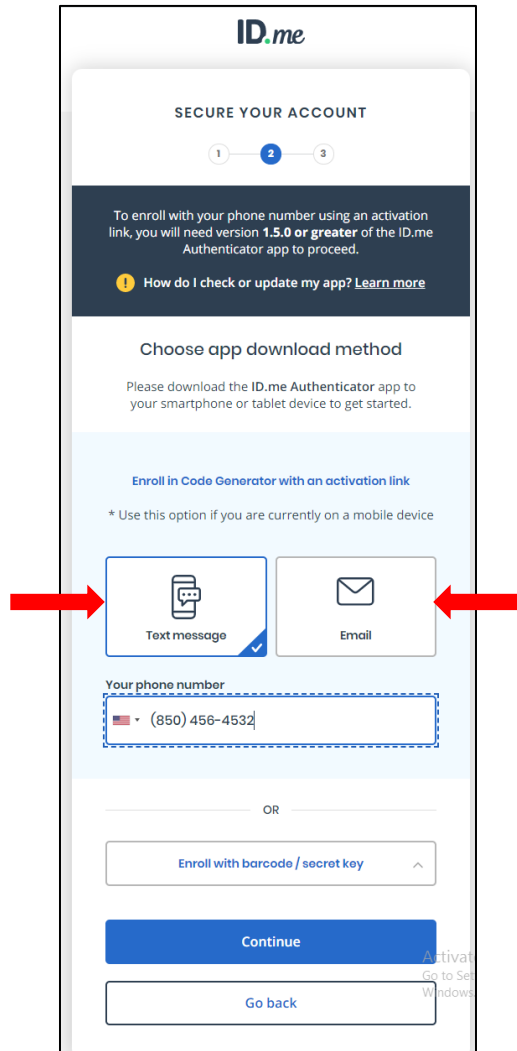 ID.me
SECURE YOUR ACCOUNT
1 2 3
To enroll with your phone number using an activation
link, you will need version 1.5.0 or greater of the ID.me
Authenticator app to proceed.
! How do I check or update my app? Learn more
Choose app download method
Please download the ID.me Authenticator app to
your smartphone or tablet device to get started.
Enroll in Code Generator with an activation link
* Use this option if you are currently on a mobile device
Text message Email
Your phone number
(850) 456-4532
OR
Enroll with barcode / secret key
Continue
Activat
Go to Set
Windows.
Go back